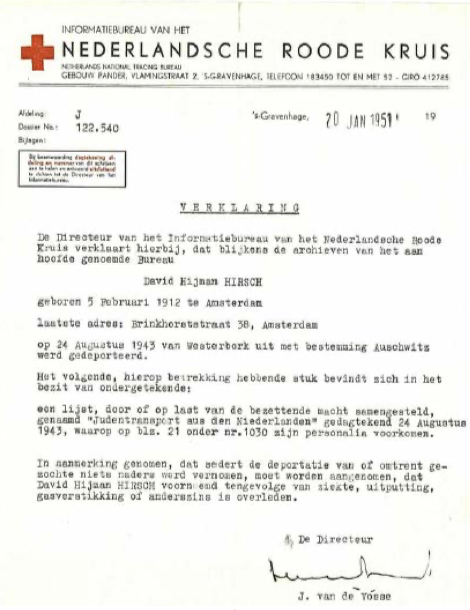 INFORMATIEBUREAU VAN HET
NEDERLANDSCHE ROODE KRUIS
NETHERLANDS NATIONAL TRACING BUREAU
GEBOUW PANDER, VLAMINGSTRAAT 2, 'S-GRAVENHAGE, TELEFOON 183450 TOT EN MET 52 - GIRO 412785
Afdeling: J
Dossier No.: 122.540
Bijlagen:
's-Gravenhage, 20 JAN 1951 19
Bij beantwoording dagtekening, af-
deling en nummer van dit schrijven
aan te halen en antwoord uitsluitend
te richten tot de Directeur van het
Informatiebureau.
VERKLARING
De Directeur van het Informatiebureau van het Nederlandsche Roode
Kruis verklaart hierbij, dat blijkens de archieven van het aan
hoofde genoemde Bureau
David Hijman HIRSCH
geboren 5 Februari 1912 te Amsterdam
laatste adres: Brinkhorststraat 38, Amsterdam
op 24 Augustus 1943 van Westerbork uit met bestemming Auschwitz
werd gedeporteerd.
Het volgende, hierop betrekking hebbende stuk bevindt zich in het
bezit van ondergetekende:
een lijst, door of op last van de bezettende macht samengesteld,
genaamd "Judentransport aus den Niederlanden" gedagtekend 24 Augustus
1943, waarop op blz. 21 onder nr.1030 zijn personalia voorkomen.
In aanmerking genomen, dat sedert de deportatie van of omtrent ge-
zochte niets naders werd vernomen, moet worden aangenomen, dat
David Hijman HIRSCH voornoemd tengevolge van ziekte, uitputting,
gasverstikking of anderszins is overleden.
De Directeur
J. van de Vosse